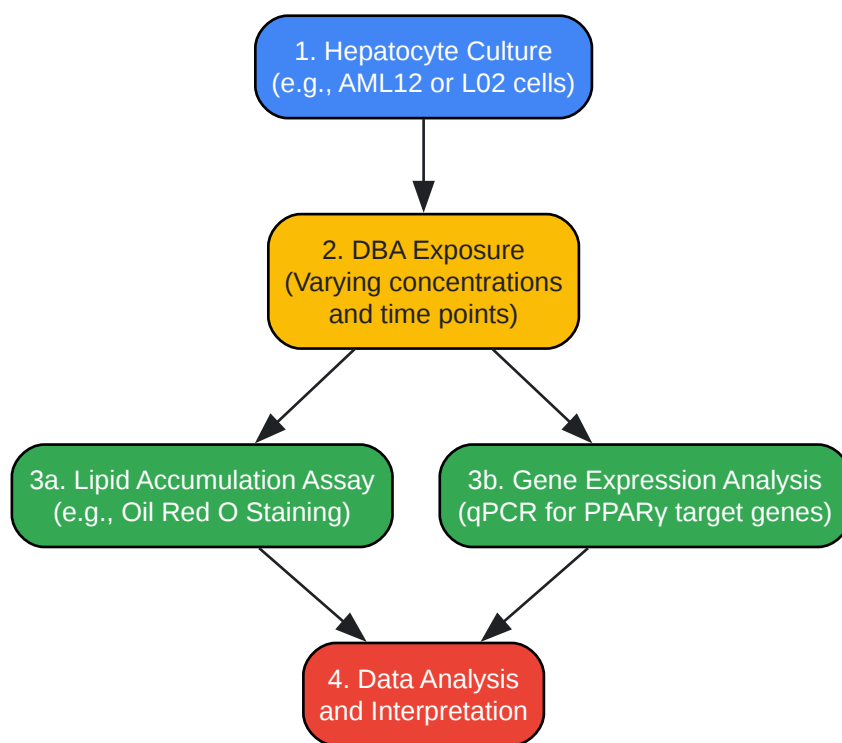 1. Hepatocyte Culture
(e.g., AML12 or L02 cells)
2. DBA Exposure
(Varying concentrations
and time points)
3a. Lipid Accumulation Assay
(e.g., Oil Red O Staining)
3b. Gene Expression Analysis
(qPCR for PPARγ target genes)
4. Data Analysis
and Interpretation